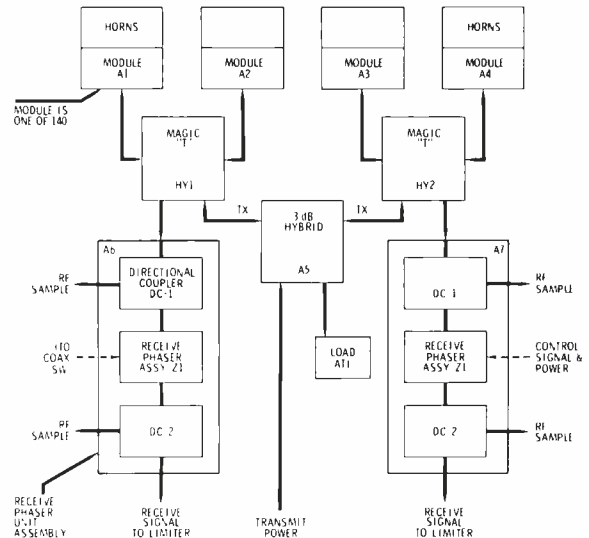 HORNS
MODULE
A1
MODULE
A2
MODULE
A3
HORNS
MODULE
A4
MODULE IS
ONE OF 140
MAGIC
"T"
HY1
MAGIC
"T"
HY2
TX
TX
3 dB
HYBRID
A5
A6
DIRECTIONAL
COUPLER
DC-1
RF
SAMPLE
RECEIVE
PHASER
ASSY Z1
(TO
COAX
SW
DC-2
RF
SAMPLE
RECEIVE
PHASER
UNIT
ASSEMBLY
RECEIVE
SIGNAL
TO LIMITER
LOAD
AT1
TRANSMIT
POWER
A7
DC-1
RF
SAMPLE
RECEIVE
PHASER
ASSY Z1
CONTROL
SIGNAL &
POWER
DC-2
RF
SAMPLE
RECEIVE
SIGNAL
TO LIMITER